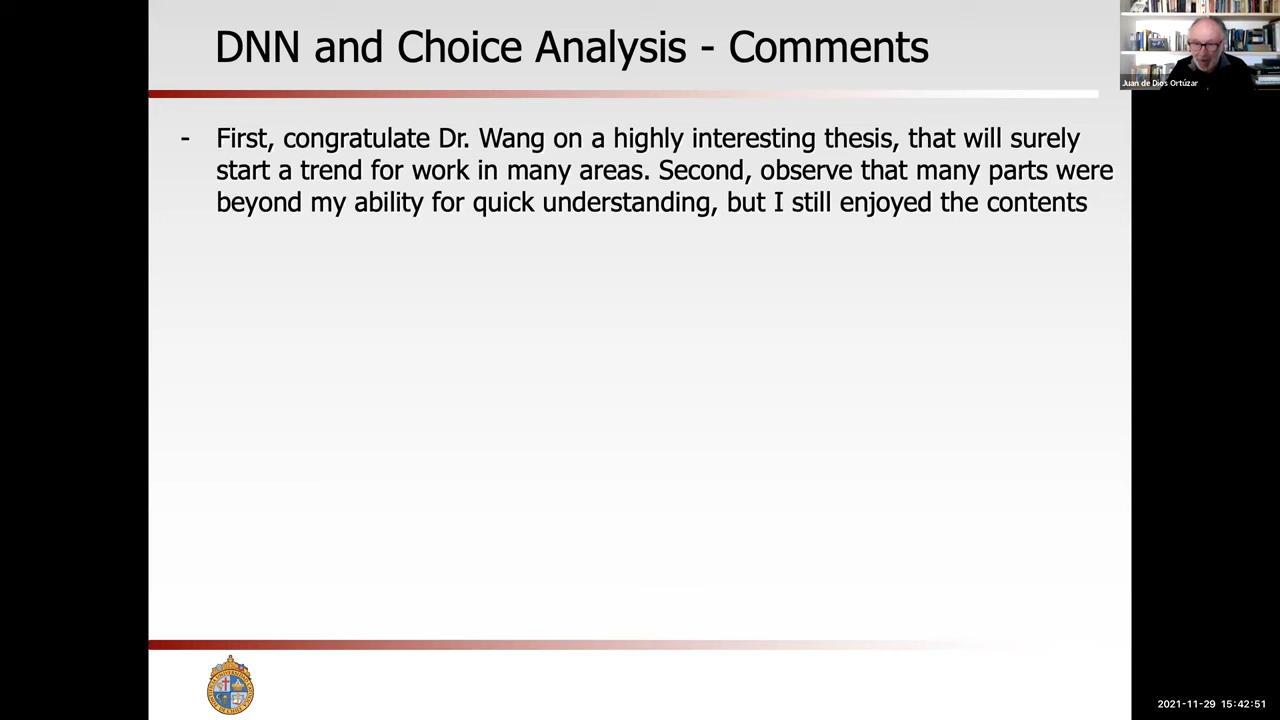 DNN and Choice Analysis - Comments
Juan de Dios Ortúzar
- First, congratulate Dr. Wang on a highly interesting thesis, that will surely
start a trend for work in many areas. Second, observe that many parts were
beyond my ability for quick understanding, but I still enjoyed the contents
2021-11-29 15:42:51